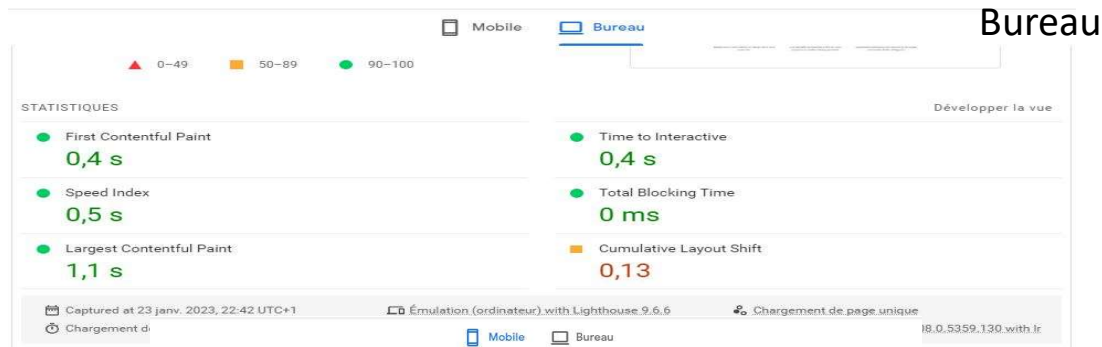 Mobile Bureau Bureau
0–49 50–89 90–100
STATISTIQUES Développer la vue
First Contentful Paint Time to Interactive
0,4 s 0,4 s
Speed Index Total Blocking Time
0,5 s 0 ms
Largest Contentful Paint Cumulative Layout Shift
1,1 s 0,13
Captured at 23 janv. 2023, 22:42 UTC+1 Émulation (ordinateur) with Lighthouse 9.6.6 Chargement de page unique
Chargement 8.0.5359.130 with
Mobile Bureau